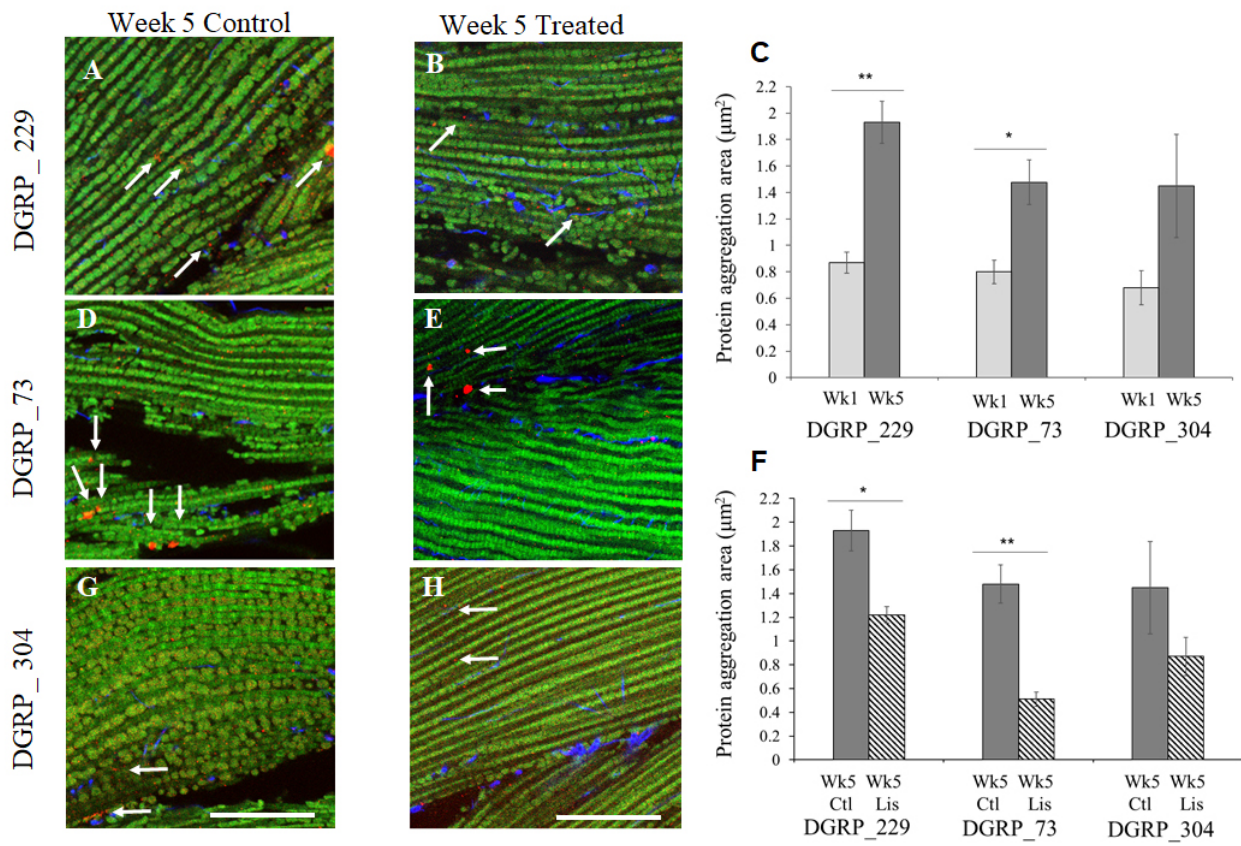 Week 5 Control
Week 5 Treated
DGRP_229
A
B
DGRP_73
D
E
DGRP_304
G
H
C
Protein aggregation area (µm²)
2.2
2
1.8
1.6
1.4
1.2
1
0.8
0.6
0.4
0.2
0
**
*
Wk1 Wk5 Wk1 Wk5 Wk1 Wk5
DGRP_229 DGRP_73 DGRP_304
F
Protein aggregation area (µm²)
2.2
2
1.8
1.6
1.4
1.2
1
0.8
0.6
0.4
0.2
0
*
**
Wk5 Wk5 Wk5 Wk5 Wk5 Wk5
Ctl Lis Ctl Lis Ctl Lis
DGRP_229 DGRP_73 DGRP_304